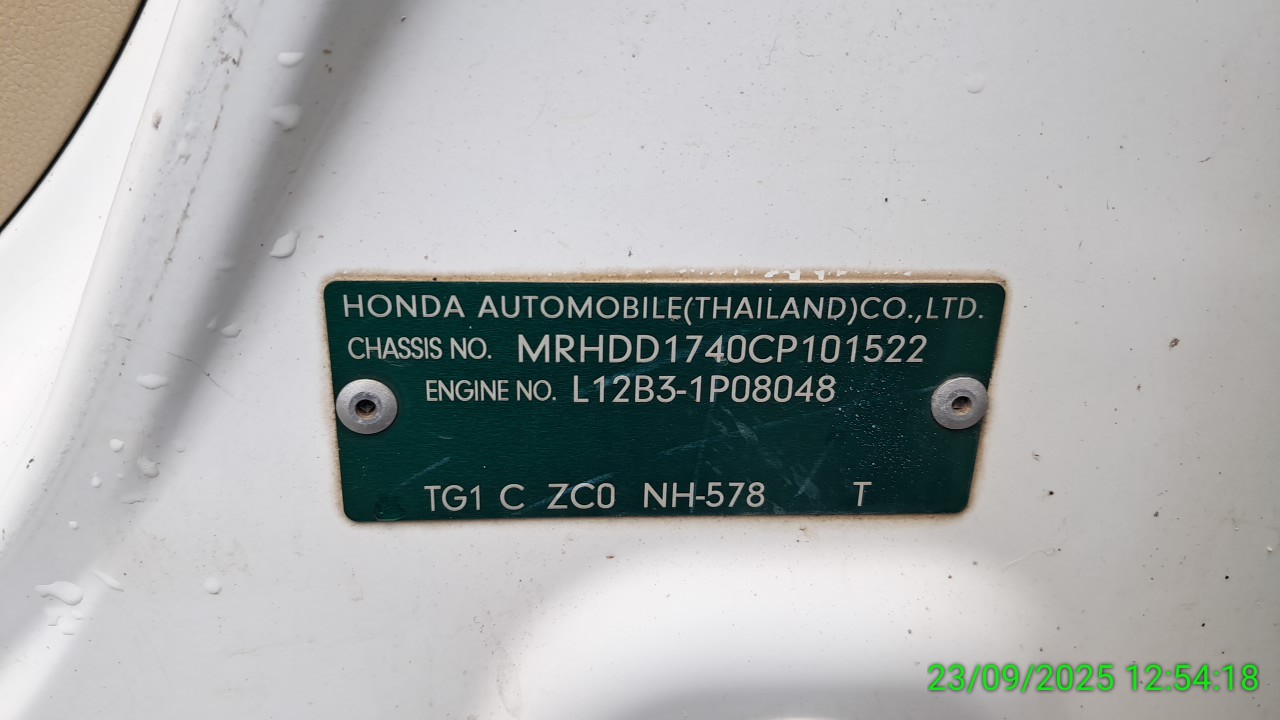 HONDA AUTOMOBILE(THAILAND)CO.,LTD.
CHASSIS NO. MRHDD1740CP101522
ENGINE NO. L12B3-1P08048
TG1 C ZC0 NH-578 T
23/09/2025 12:54:18